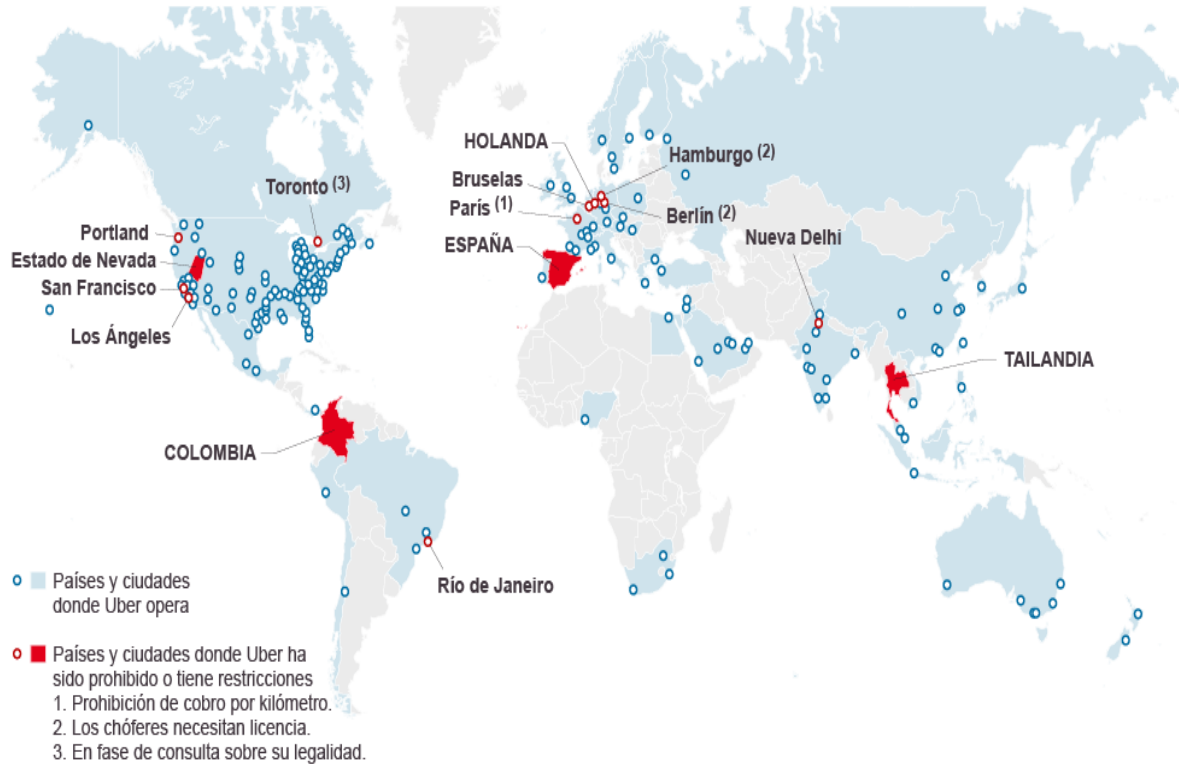 HOLANDA
Hamburgo (2)
Bruselas
Toronto (3)
París (1)
Berlín (2)
Portland
Nueva Delhi
ESPAÑA
Estado de Nevada
San Francisco
Los Ángeles
TAILANDIA
COLOMBIA
Río de Janeiro
Países y ciudades
donde Uber opera
Países y ciudades donde Uber ha
sido prohibido o tiene restricciones
1. Prohibición de cobro por kilómetro.
2. Los chóferes necesitan licencia.
3. En fase de consulta sobre su legalidad.